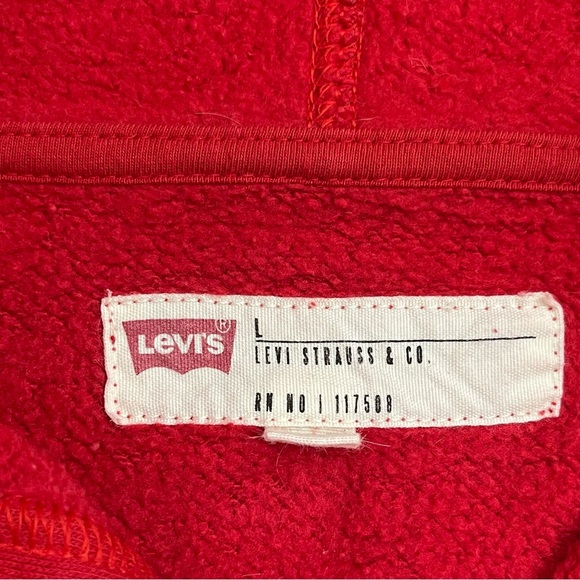 LEVI'S®
L
LEVI STRAUSS & CO.
RN NO | 117508